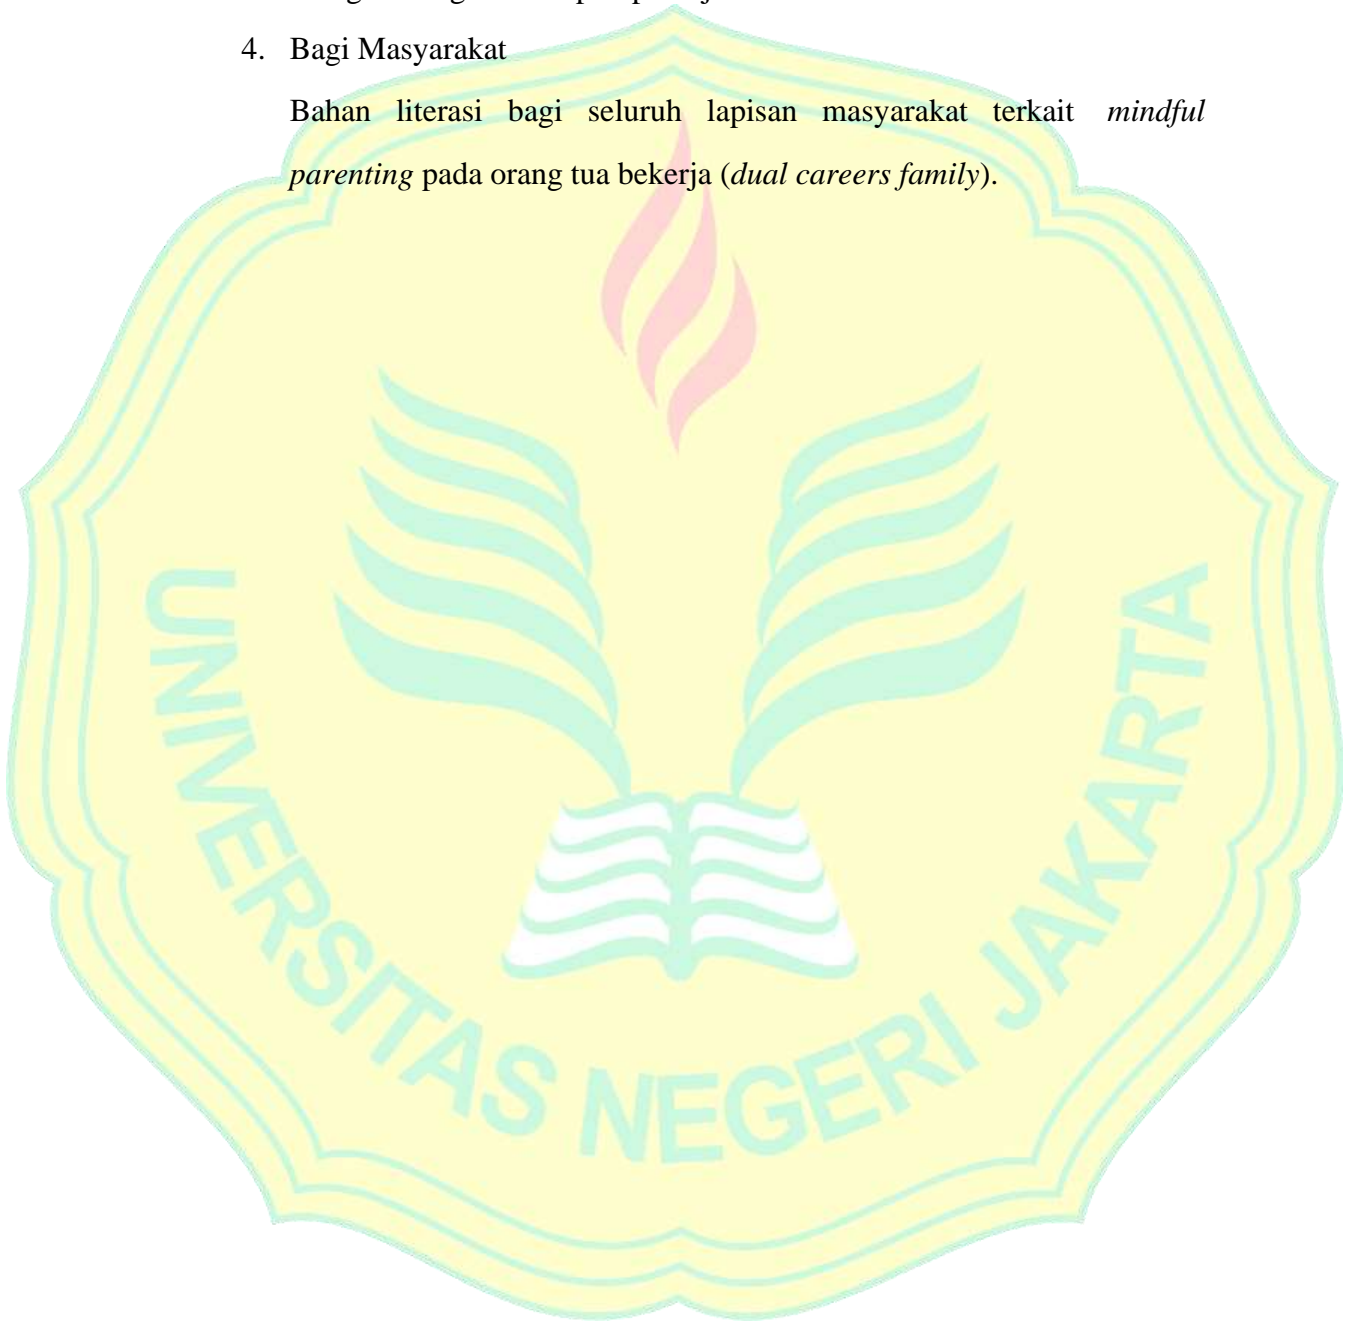 4. Bagi Masyarakat
Bahan literasi bagi seluruh lapisan masyarakat terkait mindful
parenting pada orang tua bekerja (dual careers family).
UNIVERSITAS NEGERI JAKARTA